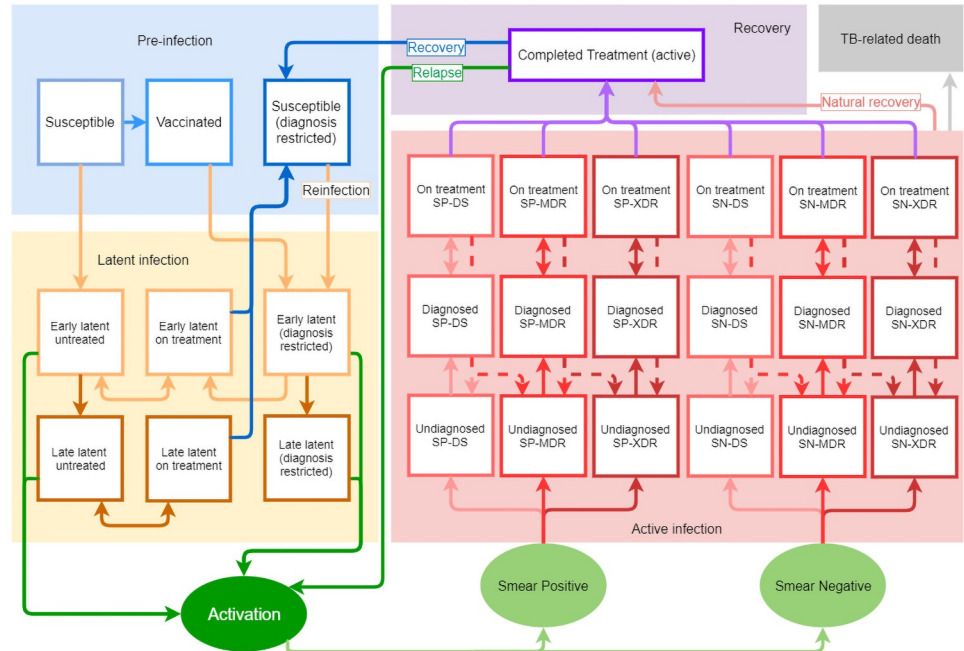 Pre-infection
Recovery
TB-related death
Recovery
Completed Treatment (active)
Relapse
Natural recovery
Susceptible
Vaccinated
Susceptible
(diagnosis
restricted)
Reinfection
On treatment
SP-DS
On treatment
SP-MDR
On treatment
SP-XDR
On treatment
SN-DS
On treatment
SN-MDR
On treatment
SN-XDR
Latent infection
Early latent
untreated
Early latent
on treatment
Early latent
(diagnosis
restricted)
Diagnosed
SP-DS
Diagnosed
SP-MDR
Diagnosed
SP-XDR
Diagnosed
SN-DS
Diagnosed
SN-MDR
Diagnosed
SN-XDR
Late latent
untreated
Late latent
on treatment
Late latent
(diagnosis
restricted)
Undiagnosed
SP-DS
Undiagnosed
SP-MDR
Undiagnosed
SP-XDR
Undiagnosed
SN-DS
Undiagnosed
SN-MDR
Undiagnosed
SN-XDR
Active infection
Activation
Smear Positive
Smear Negative